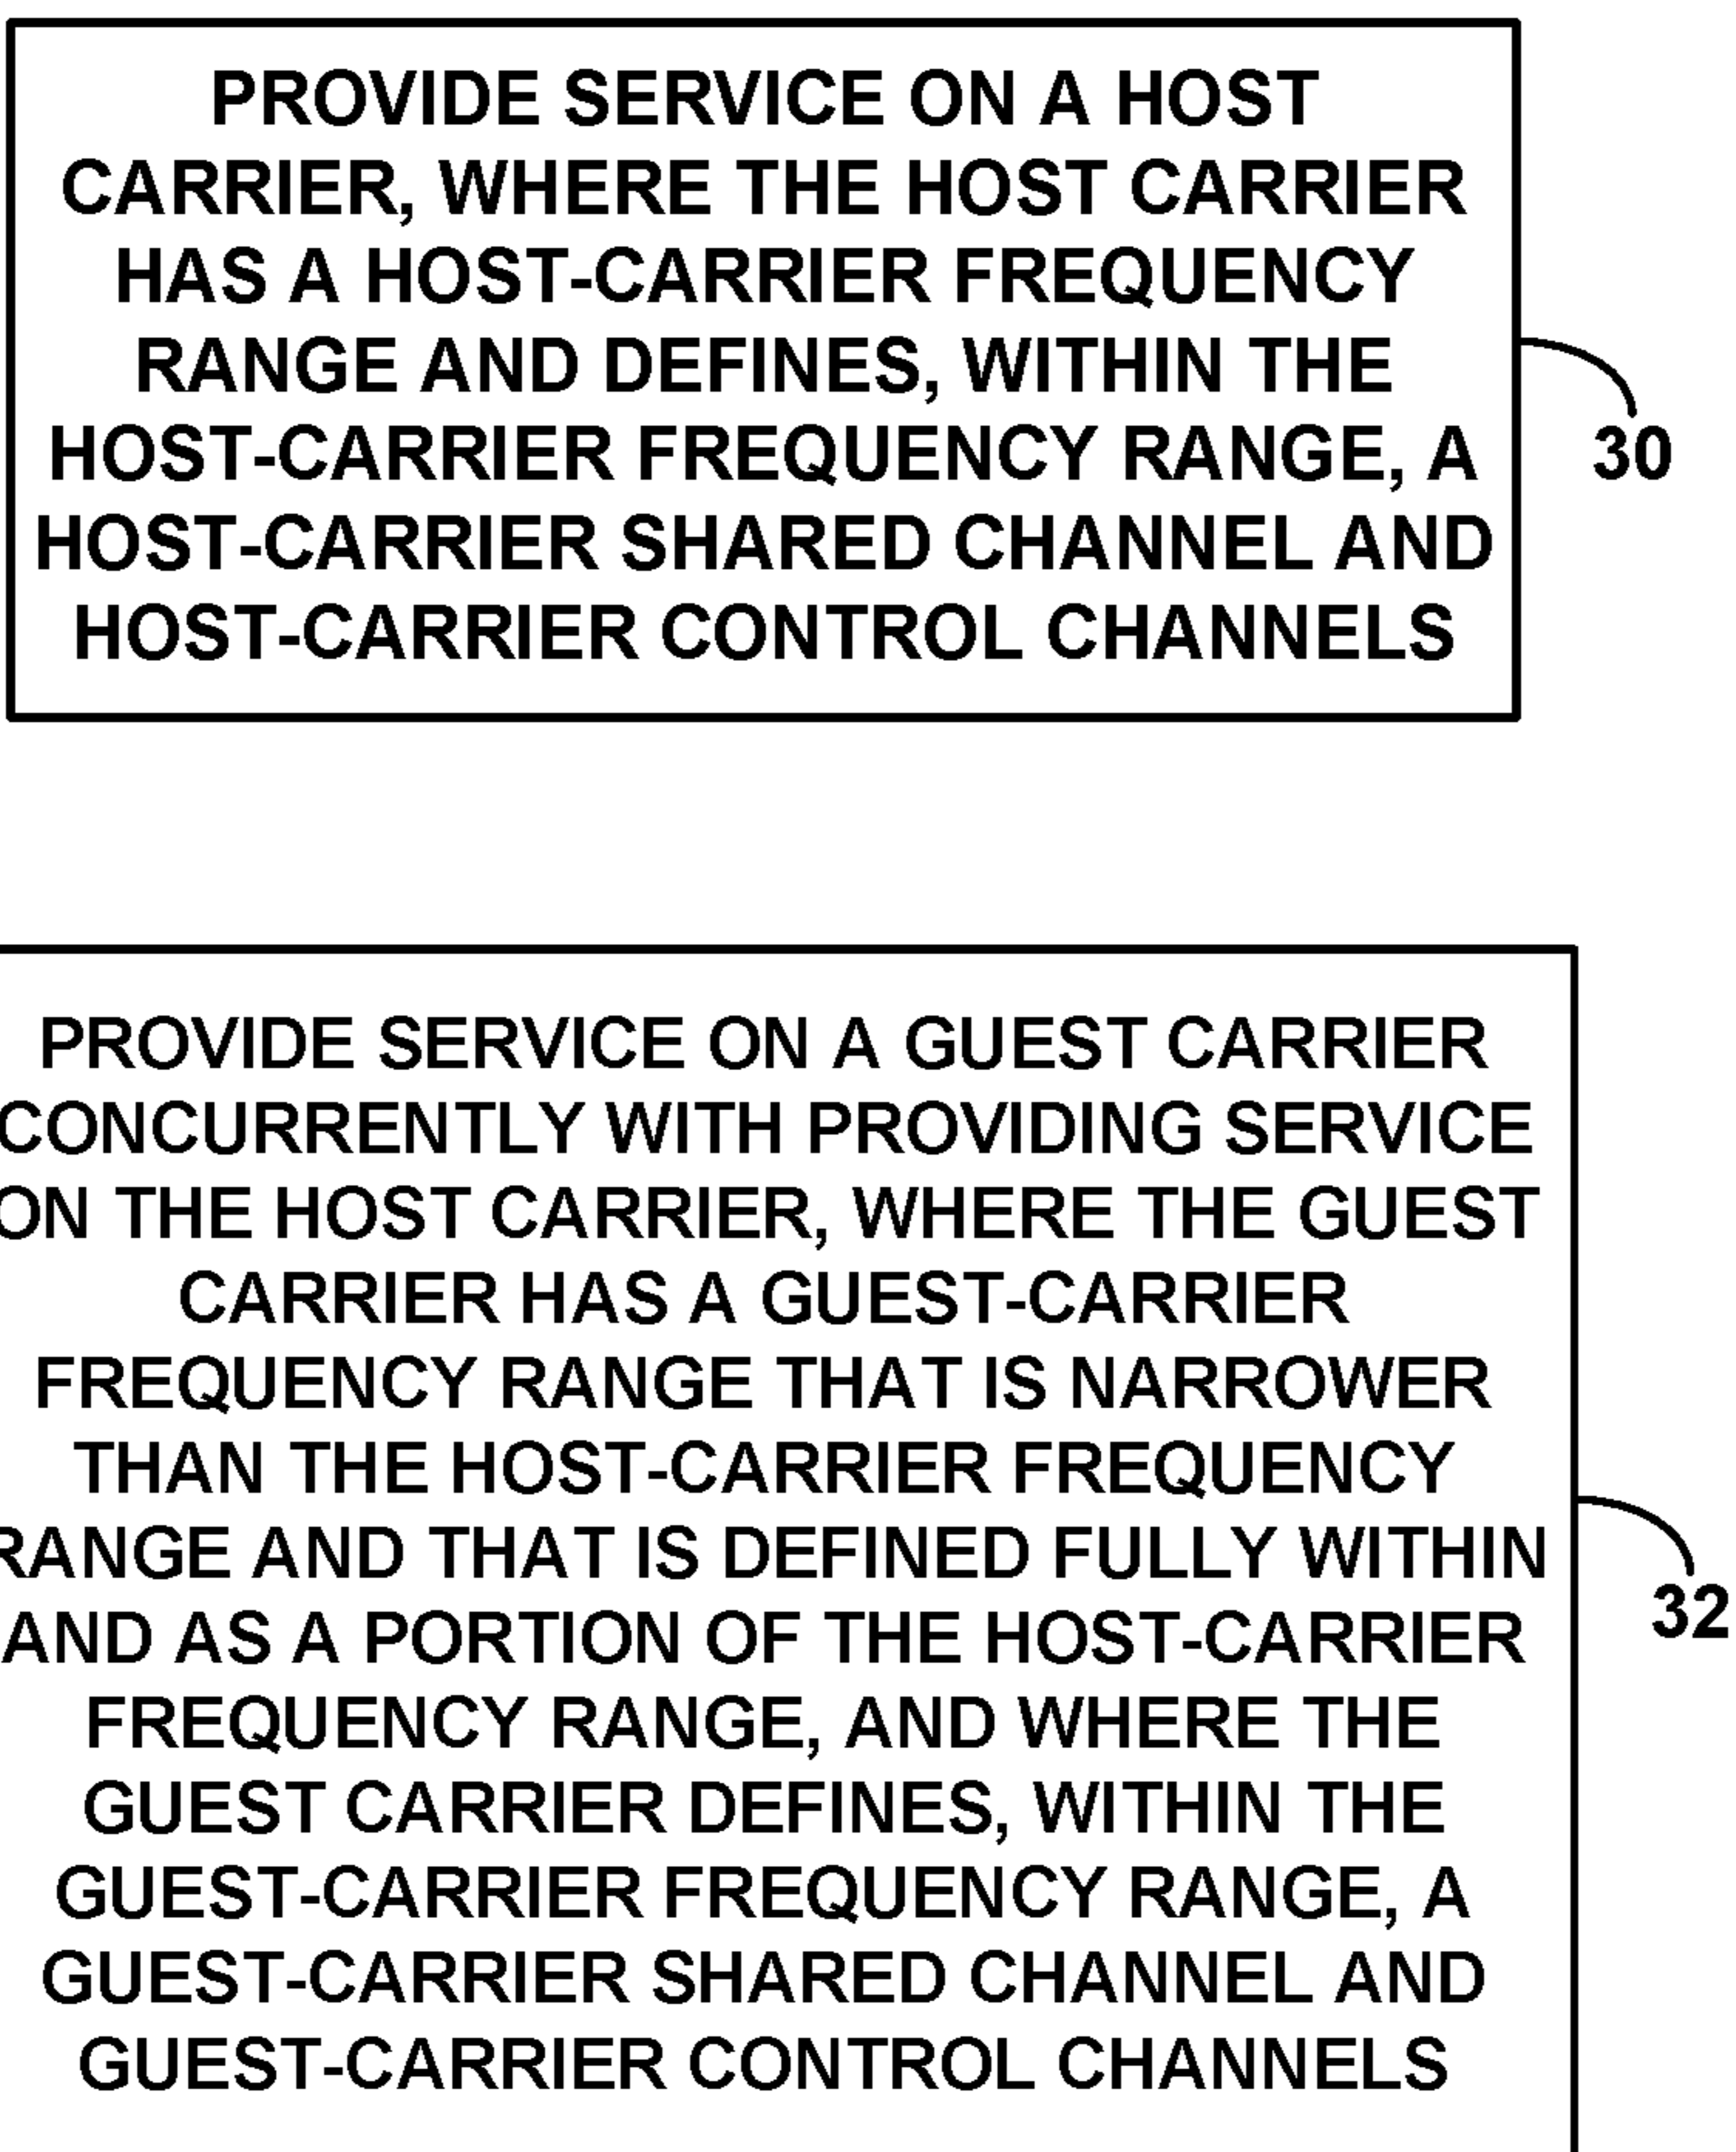 PROVIDE SERVICE ON A HOST
CARRIER, WHERE THE HOST CARRIER
HAS A HOST-CARRIER FREQUENCY
RANGE AND DEFINES, WITHIN THE
HOST-CARRIER FREQUENCY RANGE, A
HOST-CARRIER SHARED CHANNEL AND
HOST-CARRIER CONTROL CHANNELS
30
PROVIDE SERVICE ON A GUEST CARRIER
CONCURRENTLY WITH PROVIDING SERVICE
ON THE HOST CARRIER, WHERE THE GUEST
CARRIER HAS A GUEST-CARRIER
FREQUENCY RANGE THAT IS NARROWER
THAN THE HOST-CARRIER FREQUENCY
RANGE AND THAT IS DEFINED FULLY WITHIN
AND AS A PORTION OF THE HOST-CARRIER
FREQUENCY RANGE, AND WHERE THE
GUEST CARRIER DEFINES, WITHIN THE
GUEST-CARRIER FREQUENCY RANGE, A
GUEST-CARRIER SHARED CHANNEL AND
GUEST-CARRIER CONTROL CHANNELS
32